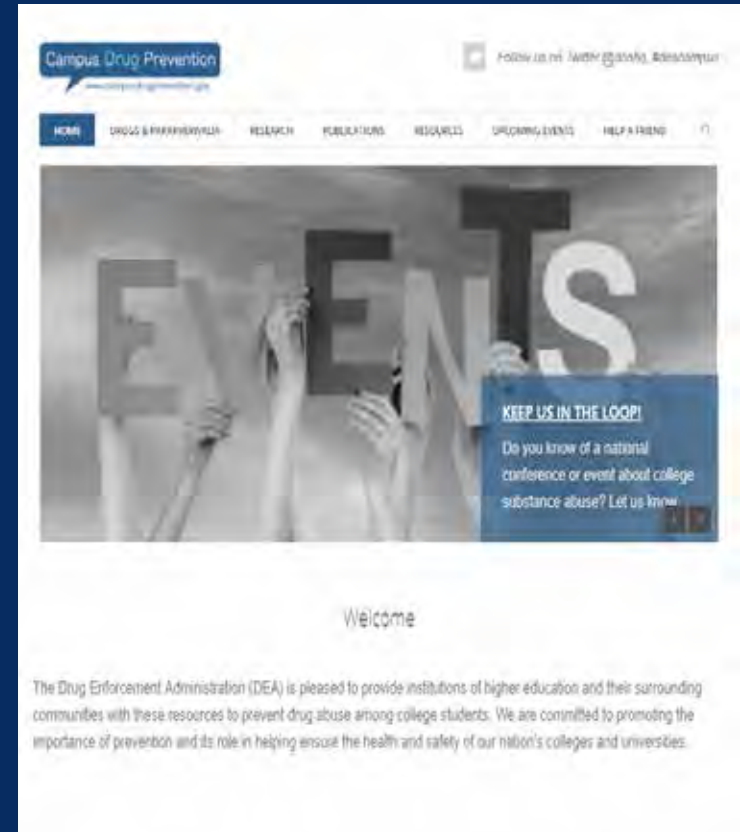 Campus Drug Prevention
Follow us on Twitter
HOME DRUGS & PARAPHERNALIA RESEARCH PUBLICATIONS RESOURCES UPCOMING EVENTS HELP A FRIEND
EVENTS
KEEP US IN THE LOOP!
Do you know of a national
conference or event about college
substance abuse? Let us know
Welcome
The Drug Enforcement Administration (DEA) is pleased to provide institutions of higher education and their surrounding
communities with these resources to prevent drug abuse among college students. We are committed to promoting the
importance of prevention and its role in helping ensure the health and safety of our nation's colleges and universities.